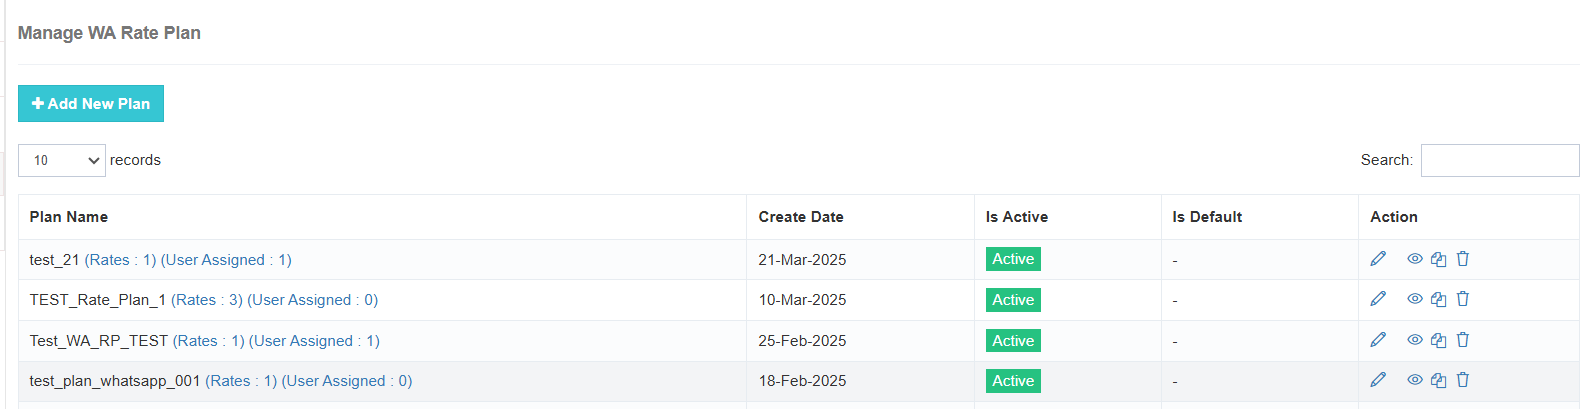 Manage WA Rate Plan
Add New Plan
10 records Search:
Plan Name Create Date Is Active Is Default Action
test_21 (Rates : 1) (User Assigned : 1) 21-Mar-2025 Active -
TEST_Rate_Plan_1 (Rates : 3) (User Assigned : 0) 10-Mar-2025 Active -
Test_WA_RP_TEST (Rates : 1) (User Assigned : 1) 25-Feb-2025 Active -
test_plan_whatsapp_001 (Rates : 1) (User Assigned : 0) 18-Feb-2025 Active -